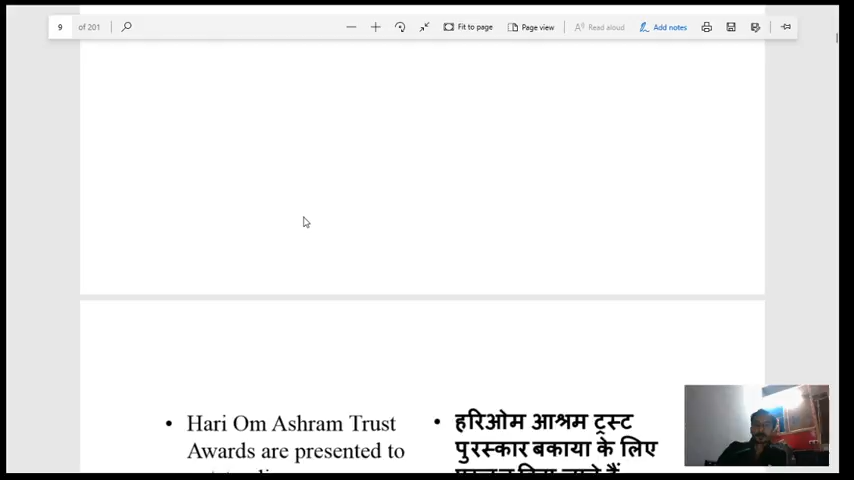 9 of 201 Fit to page Page view Read aloud Add notes
• Hari Om Ashram Trust
Awards are presented to
• हरिओम आश्रम ट्रस्ट
पुरस्कार बकाया के लिए